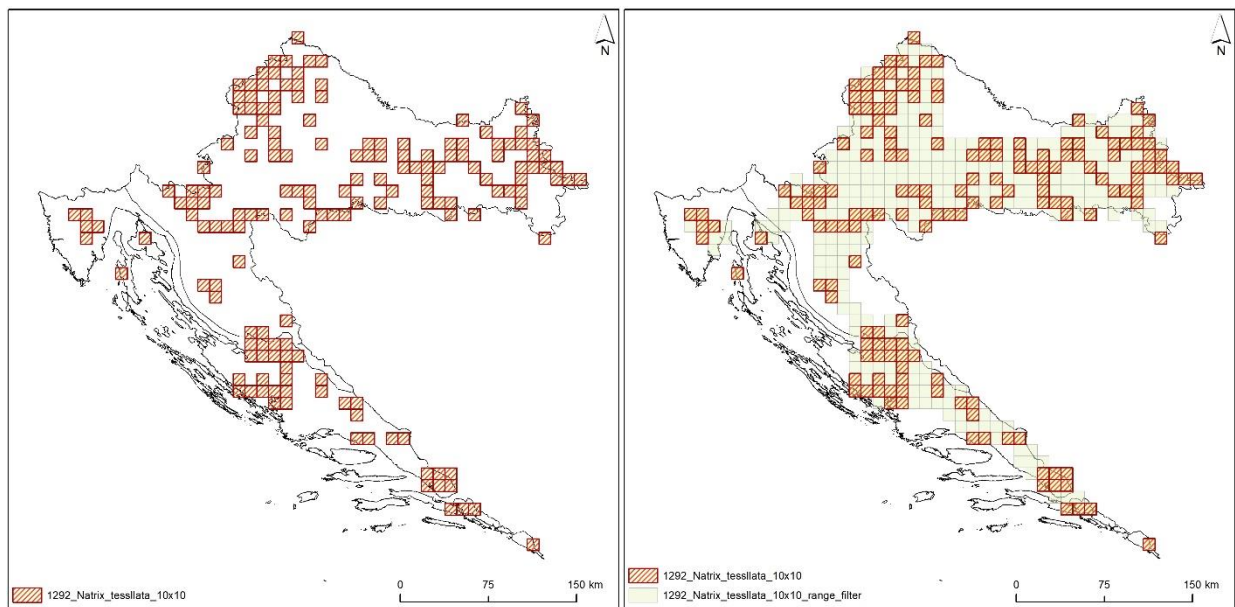 N
1292_Natrix_tessllata_10x10
0 75 150 km
N
1292_Natrix_tessllata_10x10
1292_Natrix_tessllata_10x10_range_filter
0 75 150 km